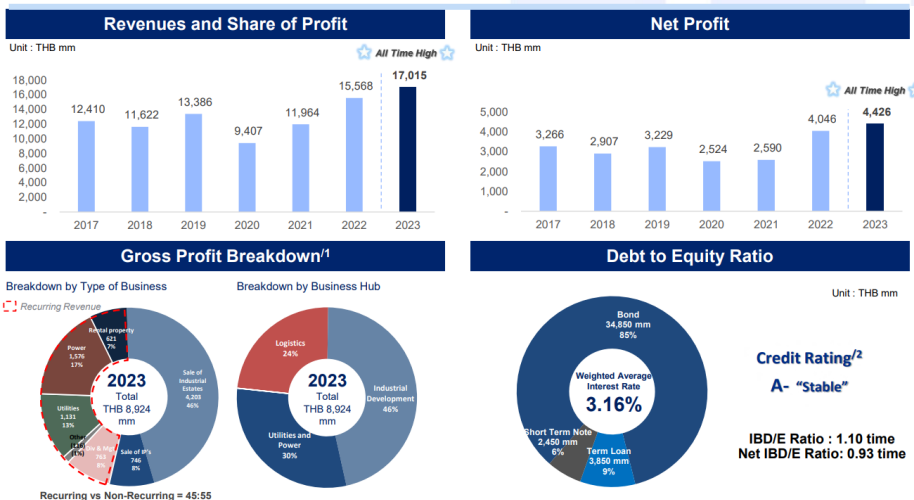 Revenues and Share of Profit
Unit : THB mm
All Time High
18,000
16,000
14,000
12,000
10,000
8,000
6,000
4,000
2,000
-
12,410
11,622
13,386
9,407
11,964
15,568
17,015
2017
2018
2019
2020
2021
2022
2023
Net Profit
Unit : THB mm
All Time High
5,000
4,000
3,000
2,000
1,000
-
3,266
2,907
3,229
2,524
2,590
4,046
4,426
2017
2018
2019
2020
2021
2022
2023
Gross Profit Breakdown/1
Breakdown by Type of Business
Recurring Revenue
Rental property
621
7%
Power
1,576
17%
Utilities
1,131
13%
Other
(1%)
763
8%
Sale of IP's
746
8%
Sale of
Industrial
Estates
4,203
46%
2023
Total
THB 8,924
mm
Recurring vs Non-Recurring = 45:55
Breakdown by Business Hub
Logistics
24%
Industrial
Development
46%
Utilities and
Power
30%
2023
Total
THB 8,924
mm
Debt to Equity Ratio
Unit : THB mm
Bond
34,850 mm
85%
Weighted Average
Interest Rate
3.16%
Short Term Note
2,450 mm
6%
Term Loan
3,850 mm
9%
Credit Rating/2
A- “Stable”
IBD/E Ratio : 1.10 time
Net IBD/E Ratio: 0.93 time